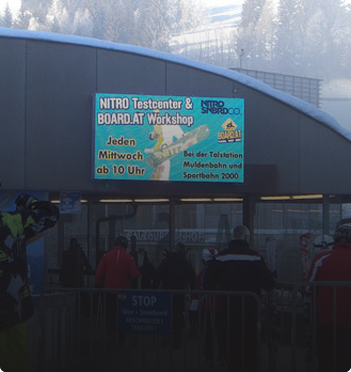 NITRO Testcenter &
BOARD.AT Workshop
NITRO
SNBRDCO.
BOARD.AT
Jeden
Mittwoch
ab 10 Uhr
Bei der Talstation
Muldenbahn und
Sportbahn 2000
STOP